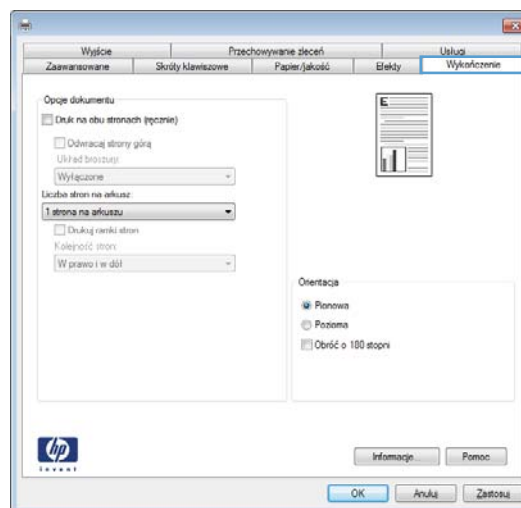 Wyjście Przechowywanie zleceń Usługi
Zaawansowane Skróty klawiszowe Papier/jakość Efekty Wykończenie
Opcje dokumentu
Druk na obu stronach (ręcznie)
Odwracaj strony górą
Układ broszury:
Wyłączone
Liczba stron na arkusz:
1 strona na arkuszu
Drukuj ramki stron
Kolejność stron:
W prawo i w dół
E
Orientacja
Pionowa
Pozioma
Obróć o 180 stopni
hp
invent
Informacje... Pomoc
OK Anuluj Zastosuj